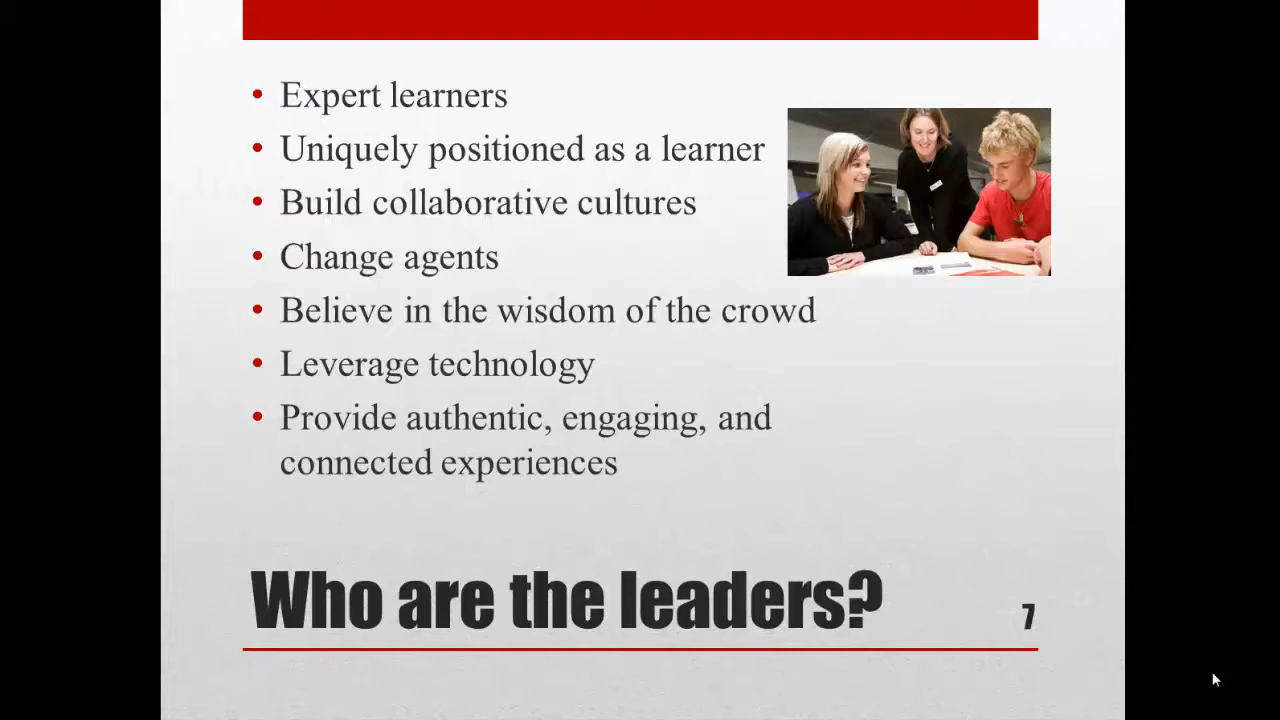 • Expert learners
• Uniquely positioned as a learner
• Build collaborative cultures
• Change agents
• Believe in the wisdom of the crowd
• Leverage technology
• Provide authentic, engaging, and
connected experiences
Who are the leaders?
7